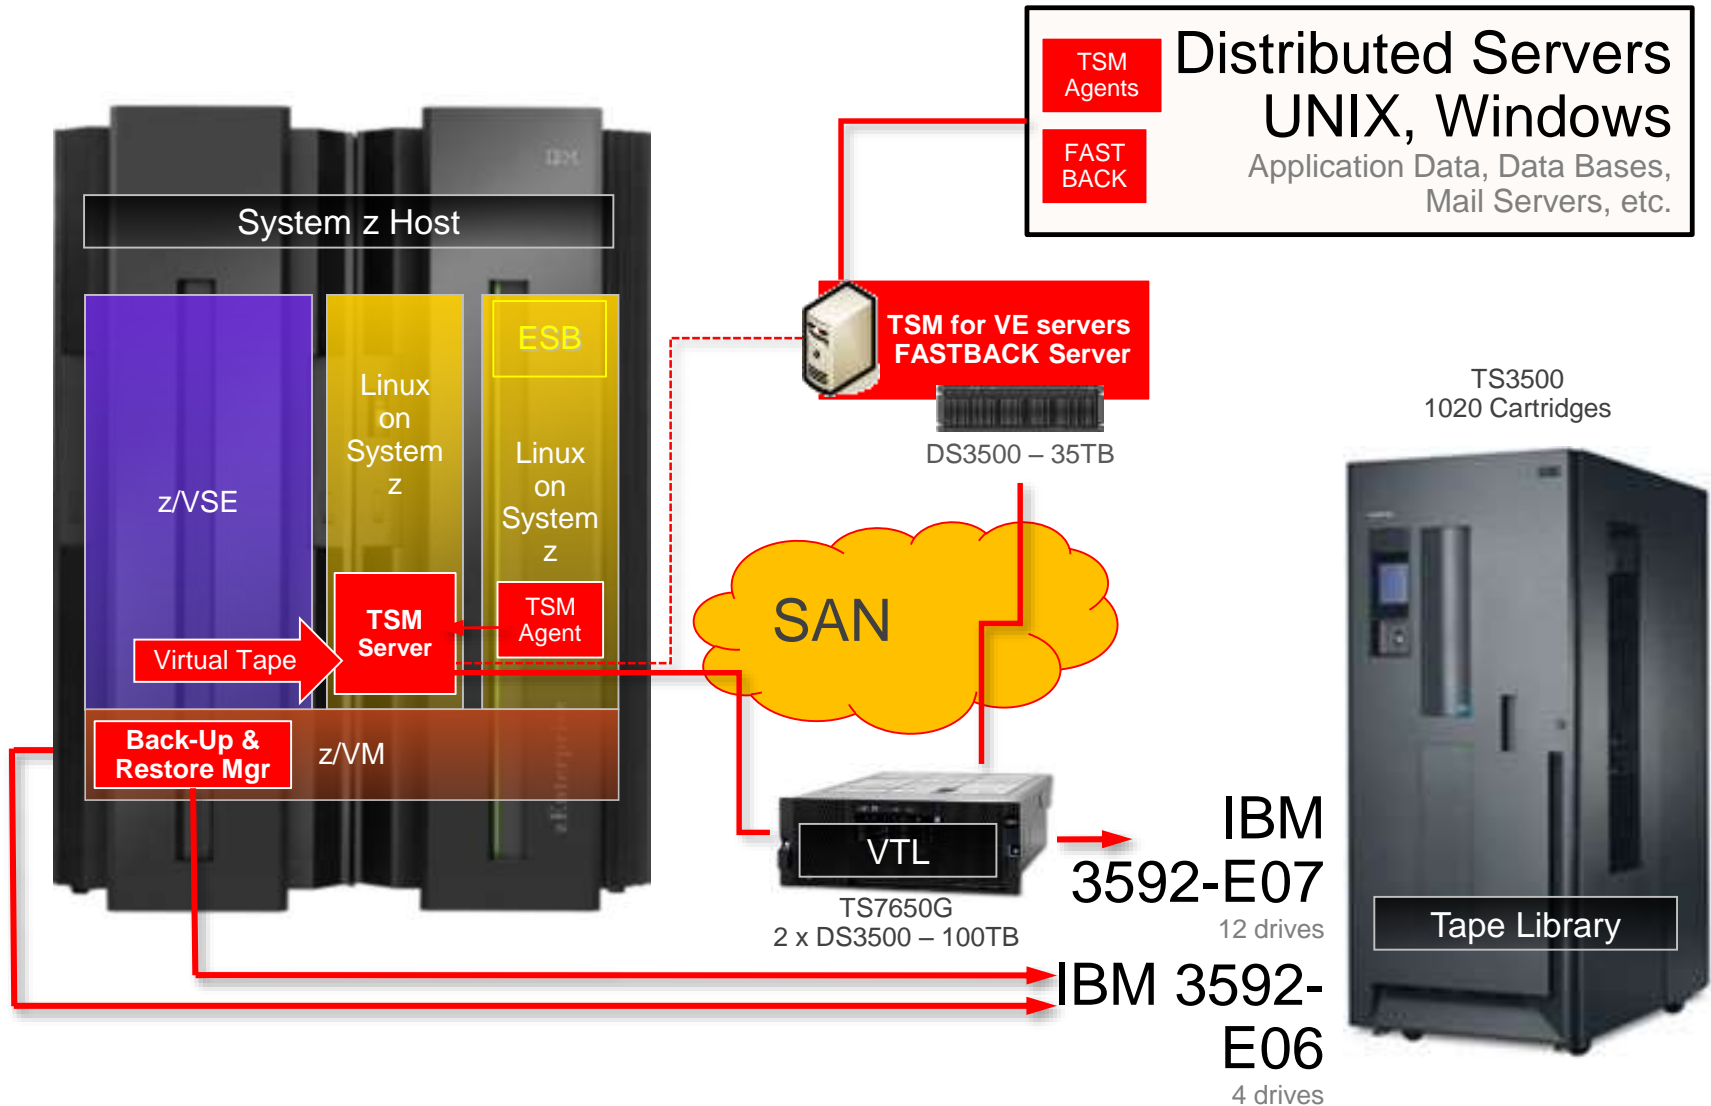 TSM
Agents
FAST
BACK
Distributed Servers
UNIX, Windows
Application Data, Data Bases,
Mail Servers, etc.
IBM
System z Host
ESB
Linux
on
System
z
Linux
on
System
z
z/VSE
TSM
Server
TSM
Agent
Virtual Tape
Back-Up &
Restore Mgr
z/VM
zEnterprise
TSM for VE servers
FASTBACK Server
DS3500 – 35TB
SAN
VTL
TS7650G
2 x DS3500 – 100TB
IBM
3592-E07
12 drives
IBM 3592-
E06
4 drives
TS3500
1020 Cartridges
IBM
Tape Library